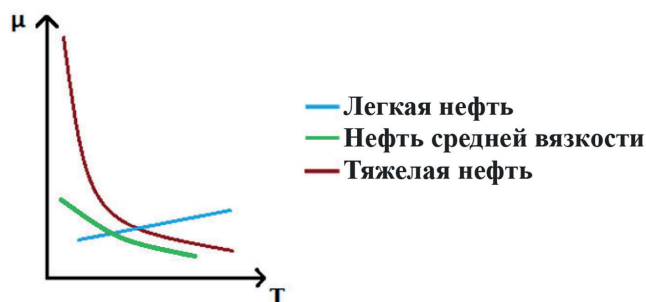 μ
Легкая нефть
Нефть средней вязкости
Тяжелая нефть
T